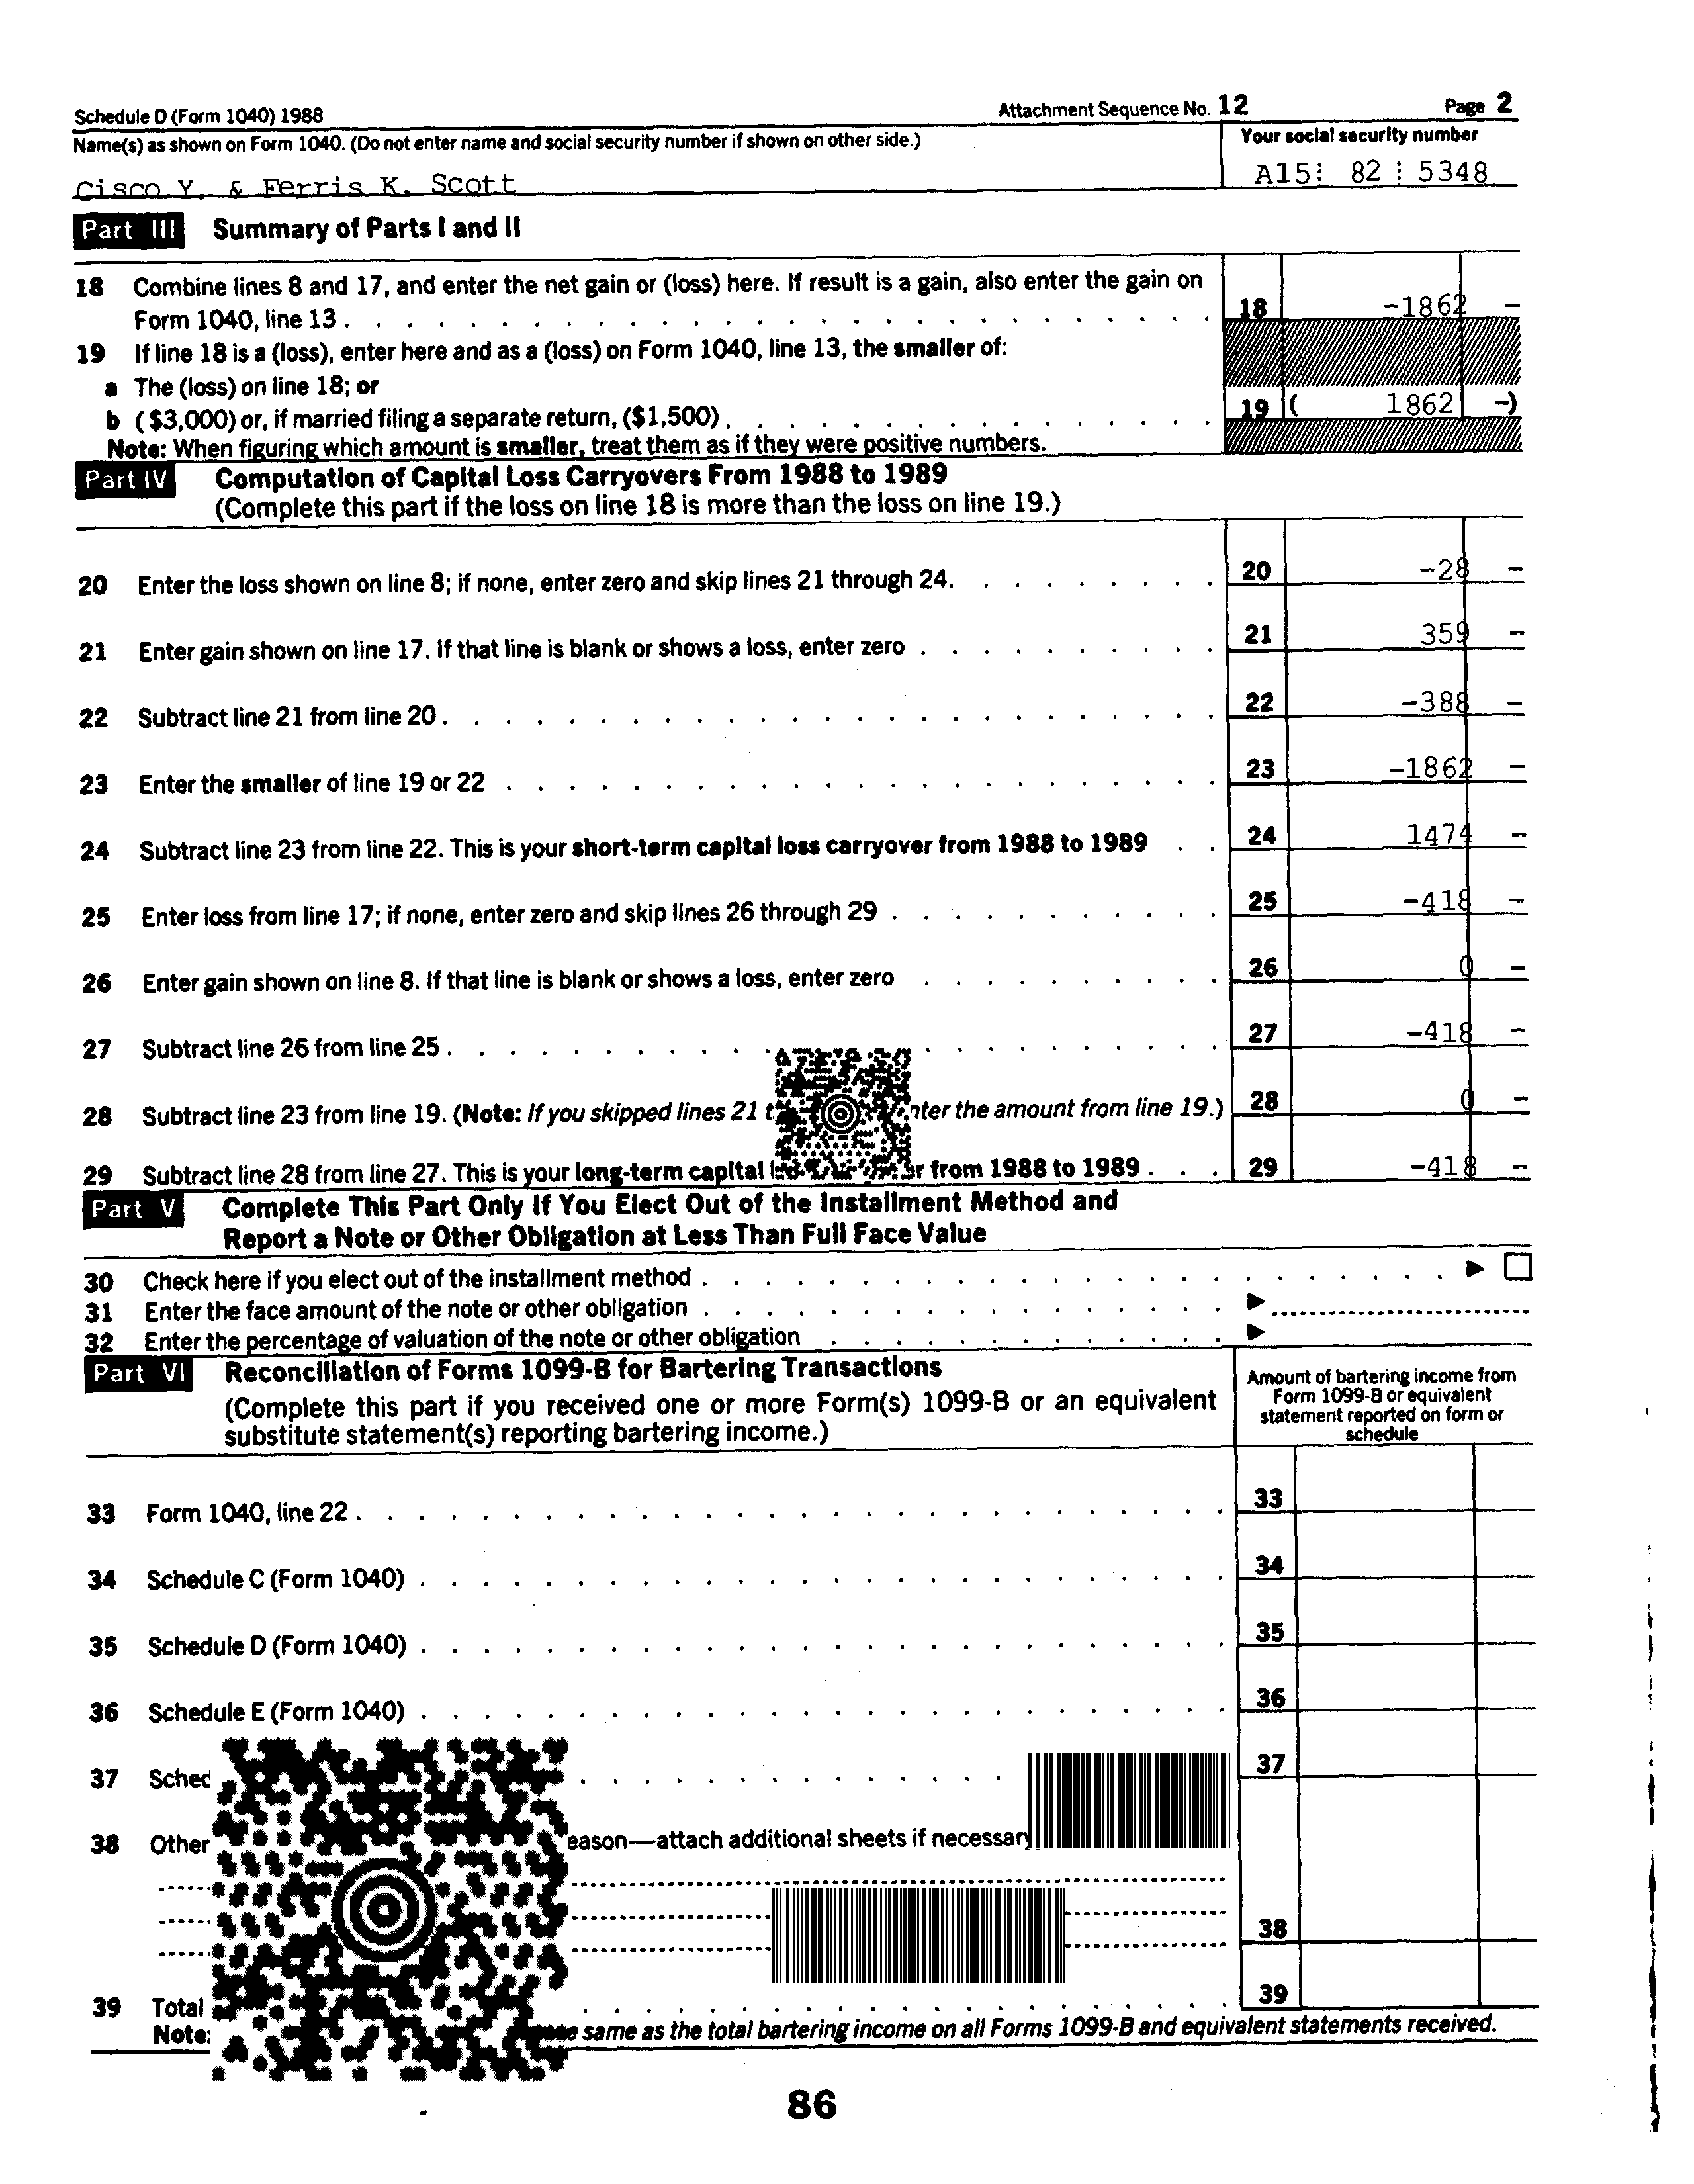 Schedule D (Form 1040) 1988 Attachment Sequence No. 12 Page 2
Name(s) as shown on Form 1040. (Do not enter name and social security number if shown on other side.) Your social security number
Cisco Y. & Ferris K. Scott A15 82 5348
Part III Summary of Parts I and II
18 Combine lines 8 and 17, and enter the net gain or (loss) here. If result is a gain, also enter the gain on
Form 1040, line 13 . . . 18 -1862 -
19 If line 18 is a (loss), enter here and as a (loss) on Form 1040, line 13, the smaller of:
a The (loss) on line 18; or
b ($3,000) or, if married filing a separate return, ($1,500) . . . 19 ( 1862 -)
Note: When figuring which amount is smaller, treat them as if they were positive numbers.
Part IV Computation of Capital Loss Carryovers From 1988 to 1989
(Complete this part if the loss on line 18 is more than the loss on line 19.)
20 Enter the loss shown on line 8; if none, enter zero and skip lines 21 through 24. . . . 20 -28 -
21 Enter gain shown on line 17. If that line is blank or shows a loss, enter zero . . . 21 359 -
22 Subtract line 21 from line 20 . . . 22 -388 -
23 Enter the smaller of line 19 or 22 . . . 23 -1862 -
24 Subtract line 23 from line 22. This is your short-term capital loss carryover from 1988 to 1989 . . 24 1474 -
25 Enter loss from line 17; if none, enter zero and skip lines 26 through 29 . . . 25 -418 -
26 Enter gain shown on line 8. If that line is blank or shows a loss, enter zero . . . 26 0 -
27 Subtract line 26 from line 25 . . . 27 -418 -
28 Subtract line 23 from line 19. (Note: If you skipped lines 21 the amount from line 19.) 28 0 -
29 Subtract line 28 from line 27. This is your long-term capital from 1988 to 1989 . . . 29 -418 -
Part V Complete This Part Only If You Elect Out of the Installment Method and
Report a Note or Other Obligation at Less Than Full Face Value
30 Check here if you elect out of the installment method . . . ▶ ☐
31 Enter the face amount of the note or other obligation . . . ▶
32 Enter the percentage of valuation of the note or other obligation . . . ▶
Part VI Reconciliation of Forms 1099-B for Bartering Transactions
(Complete this part if you received one or more Form(s) 1099-B or an equivalent
substitute statement(s) reporting bartering income.)
Amount of bartering income from
Form 1099-B or equivalent
statement reported on form or
schedule
33 Form 1040, line 22 . . . 33
34 Schedule C (Form 1040) . . . 34
35 Schedule D (Form 1040) . . . 35
36 Schedule E (Form 1040) . . . 36
37 Sched . . . 37
38 Other eason—attach additional sheets if necessary
38
39 Total . . . 39
Note: same as the total bartering income on all Forms 1099-B and equivalent statements received.
86